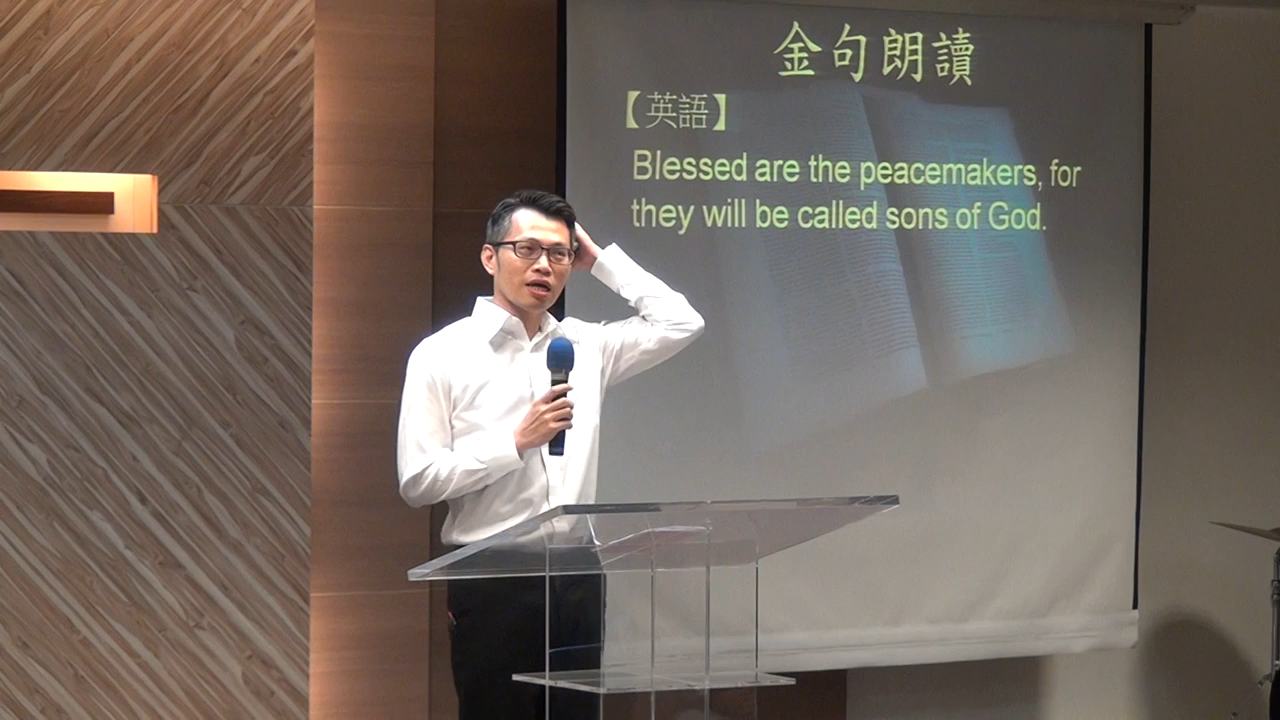 金句朗讀
【英語】
Blessed are the peacemakers, for
they will be called sons of God.